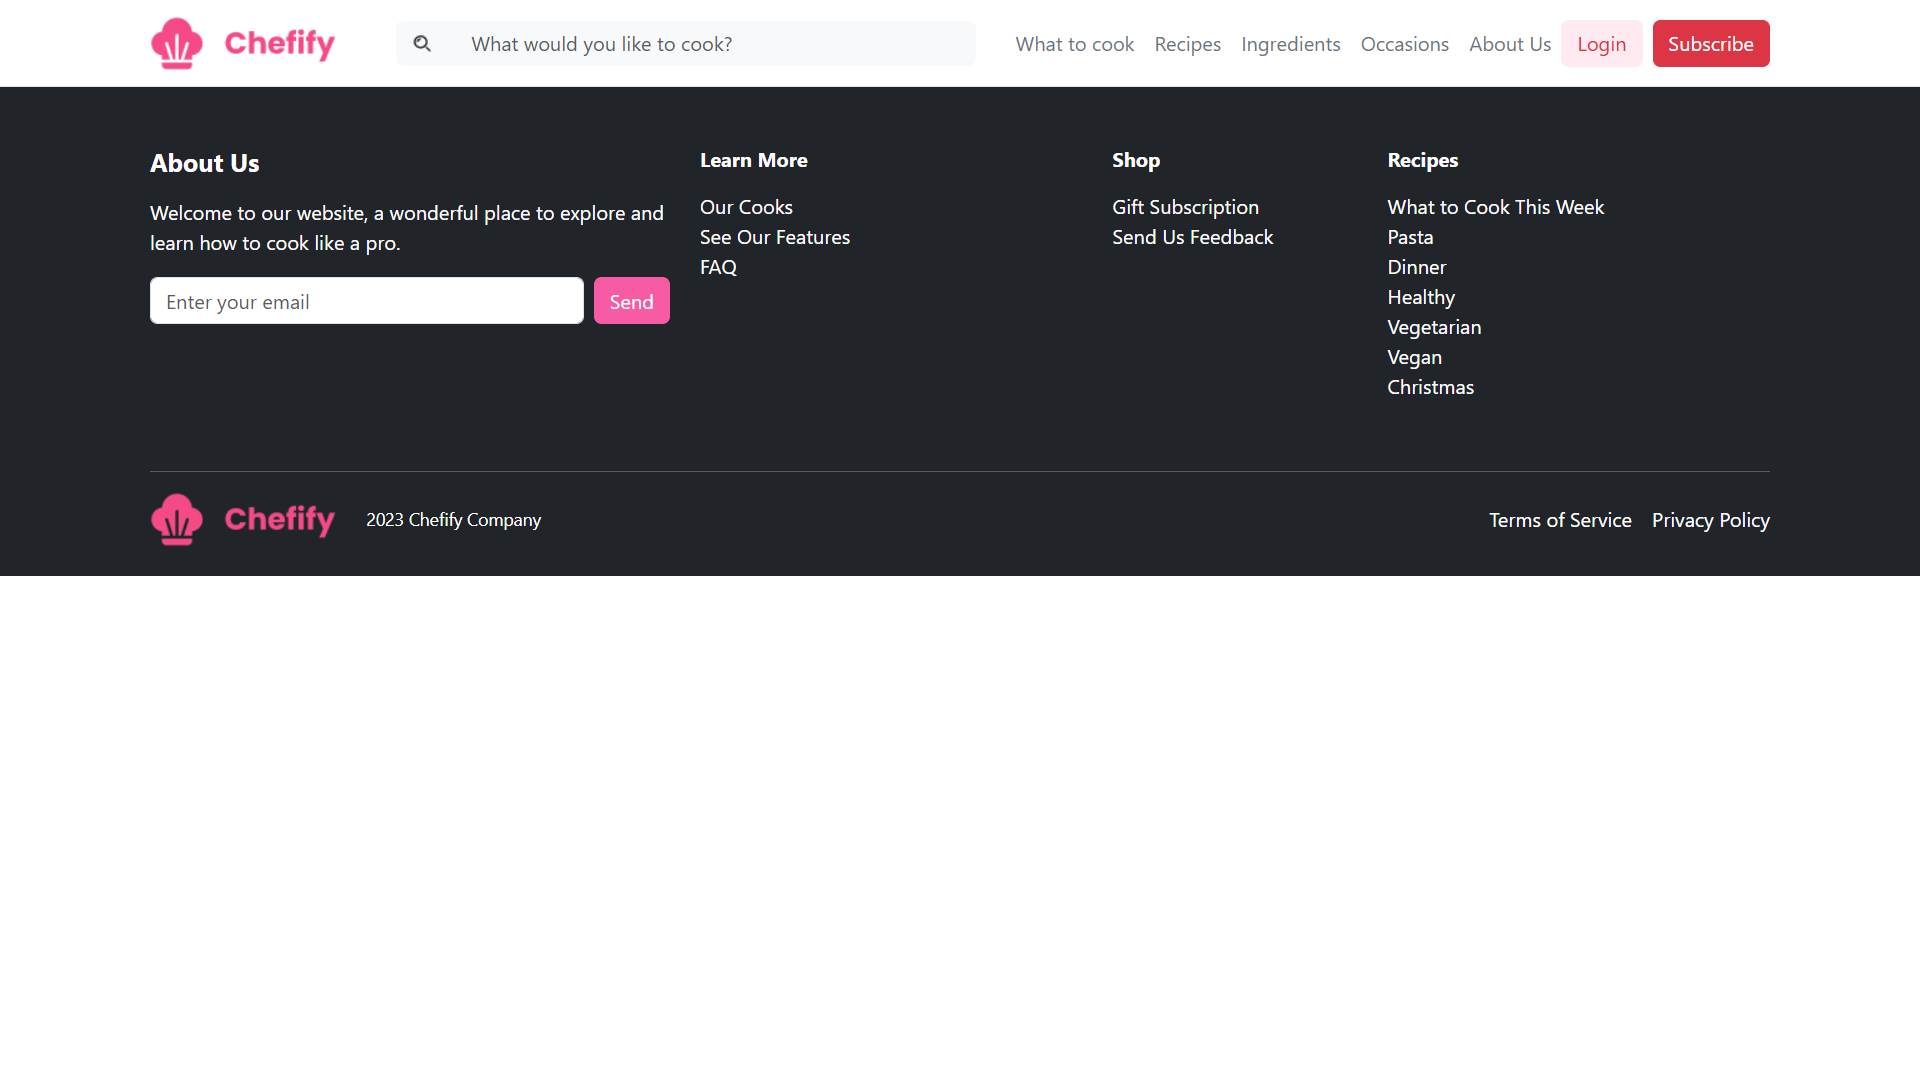 Chefify
What would you like to cook?
What to cook
Recipes
Ingredients
Occasions
About Us
Login
Subscribe
About Us
Welcome to our website, a wonderful place to explore and
learn how to cook like a pro.
Enter your email
Send
Learn More
Our Cooks
See Our Features
FAQ
Shop
Gift Subscription
Send Us Feedback
Recipes
What to Cook This Week
Pasta
Dinner
Healthy
Vegetarian
Vegan
Christmas
Chefify
2023 Chefify Company
Terms of Service
Privacy Policy